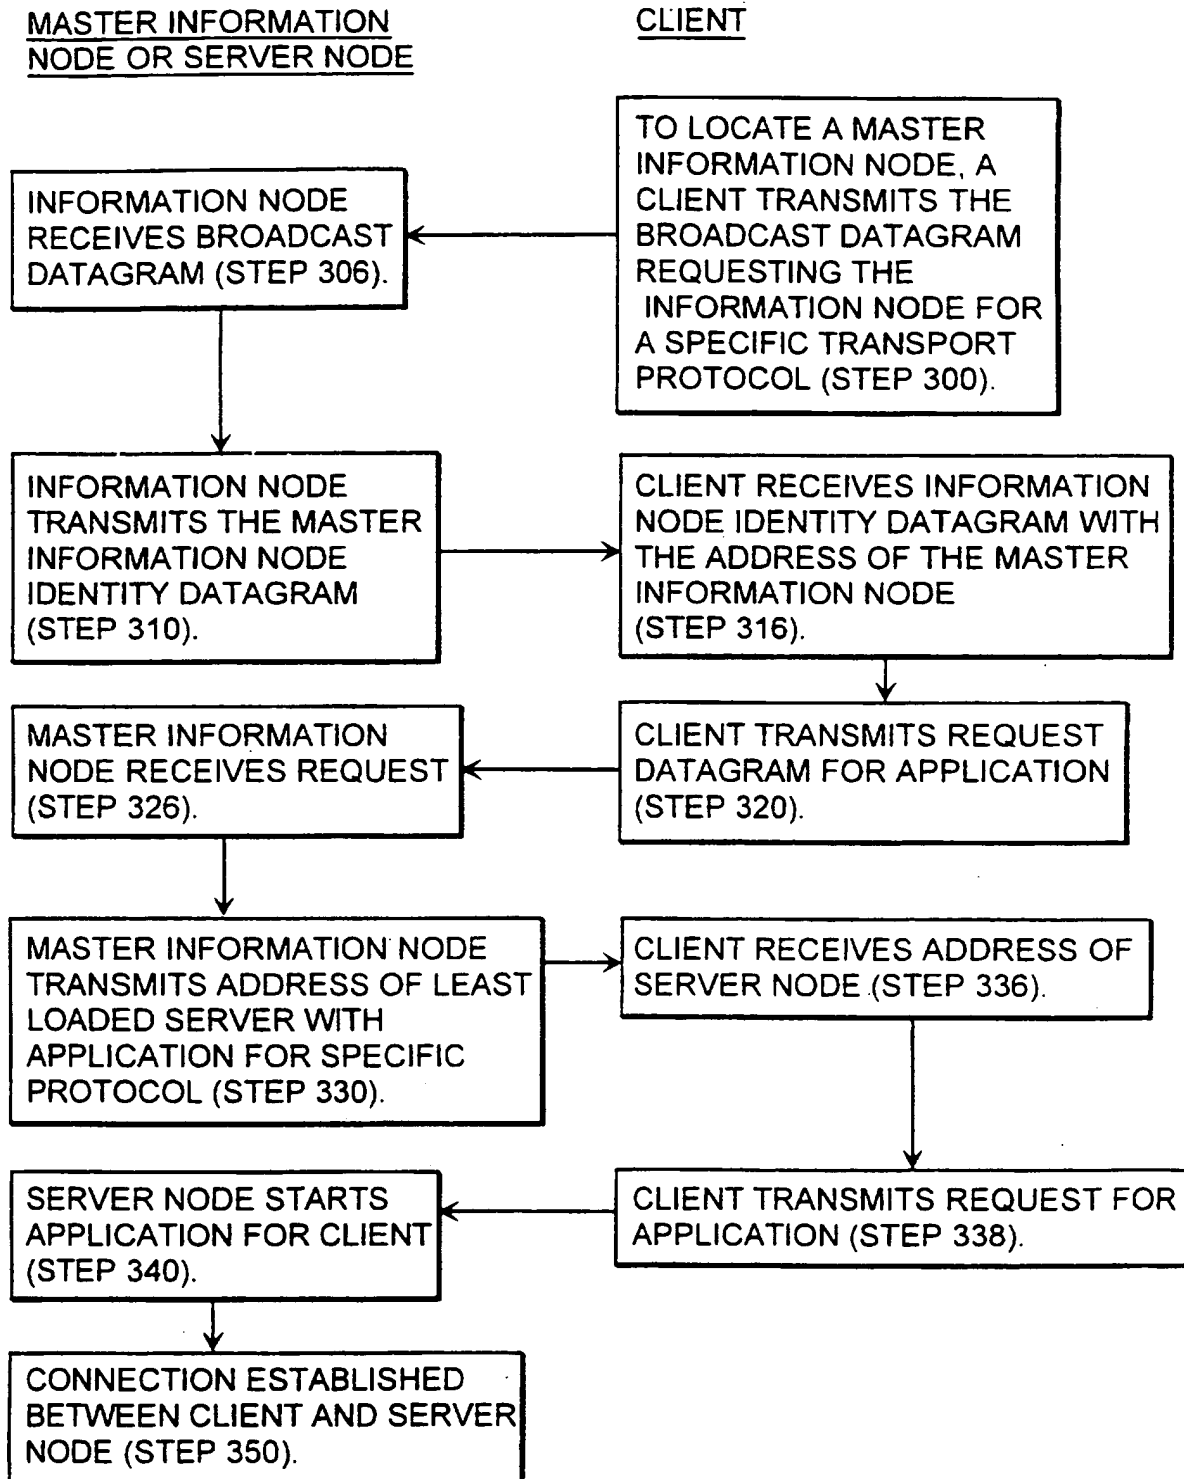 MASTER INFORMATION
NODE OR SERVER NODE
CLIENT
TO LOCATE A MASTER
INFORMATION NODE, A
CLIENT TRANSMITS THE
BROADCAST DATAGRAM
REQUESTING THE
INFORMATION NODE FOR
A SPECIFIC TRANSPORT
PROTOCOL (STEP 300).
INFORMATION NODE
RECEIVES BROADCAST
DATAGRAM (STEP 306).
INFORMATION NODE
TRANSMITS THE MASTER
INFORMATION NODE
IDENTITY DATAGRAM
(STEP 310).
CLIENT RECEIVES INFORMATION
NODE IDENTITY DATAGRAM WITH
THE ADDRESS OF THE MASTER
INFORMATION NODE
(STEP 316).
CLIENT TRANSMITS REQUEST
DATAGRAM FOR APPLICATION
(STEP 320).
MASTER INFORMATION
NODE RECEIVES REQUEST
(STEP 326).
MASTER INFORMATION NODE
TRANSMITS ADDRESS OF LEAST
LOADED SERVER WITH
APPLICATION FOR SPECIFIC
PROTOCOL (STEP 330).
CLIENT RECEIVES ADDRESS OF
SERVER NODE (STEP 336).
CLIENT TRANSMITS REQUEST FOR
APPLICATION (STEP 338).
SERVER NODE STARTS
APPLICATION FOR CLIENT
(STEP 340).
CONNECTION ESTABLISHED
BETWEEN CLIENT AND SERVER
NODE (STEP 350).